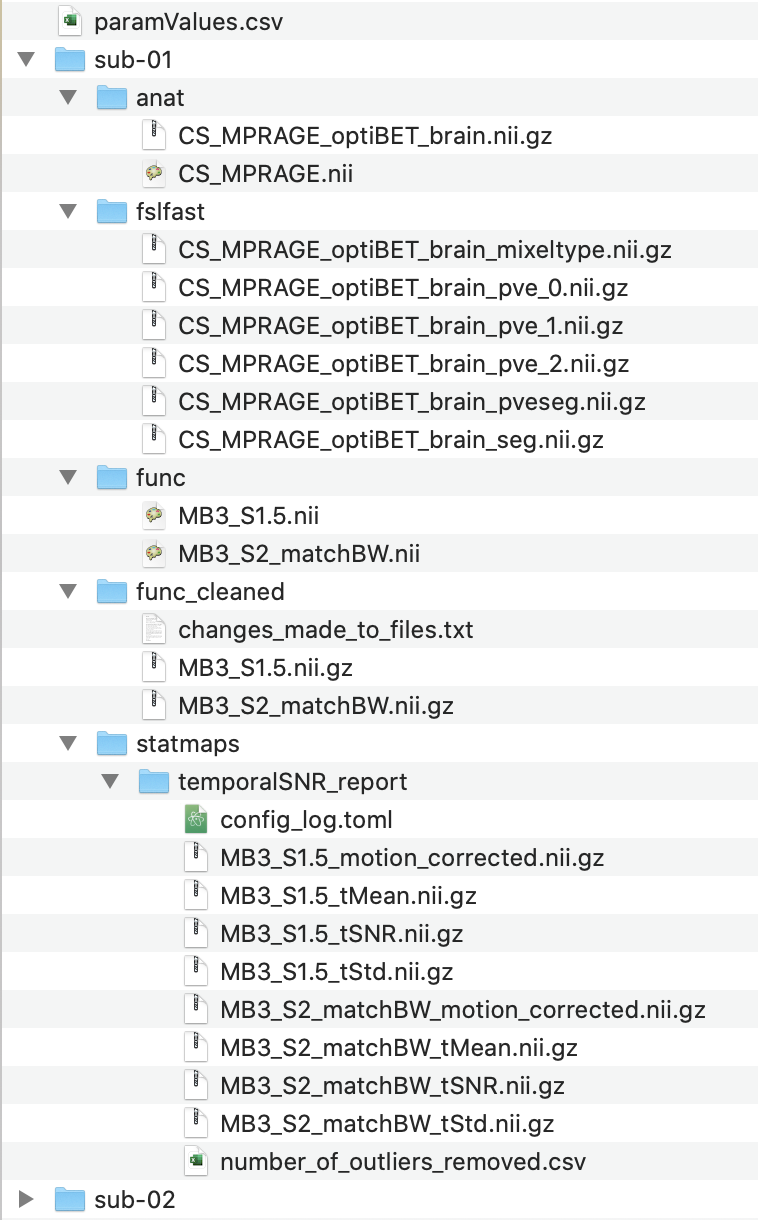 paramValues.csv
sub-01
anat
CS_MPRAGE_optiBET_brain.nii.gz
CS_MPRAGE.nii
fslfast
CS_MPRAGE_optiBET_brain_mixeltype.nii.gz
CS_MPRAGE_optiBET_brain_pve_0.nii.gz
CS_MPRAGE_optiBET_brain_pve_1.nii.gz
CS_MPRAGE_optiBET_brain_pve_2.nii.gz
CS_MPRAGE_optiBET_brain_pveseg.nii.gz
CS_MPRAGE_optiBET_brain_seg.nii.gz
func
MB3_S1.5.nii
MB3_S2_matchBW.nii
func_cleaned
changes_made_to_files.txt
MB3_S1.5.nii.gz
MB3_S2_matchBW.nii.gz
statmaps
temporalSNR_report
config_log.toml
MB3_S1.5_motion_corrected.nii.gz
MB3_S1.5_tMean.nii.gz
MB3_S1.5_tSNR.nii.gz
MB3_S1.5_tStd.nii.gz
MB3_S2_matchBW_motion_corrected.nii.gz
MB3_S2_matchBW_tMean.nii.gz
MB3_S2_matchBW_tSNR.nii.gz
MB3_S2_matchBW_tStd.nii.gz
number_of_outliers_removed.csv
sub-02